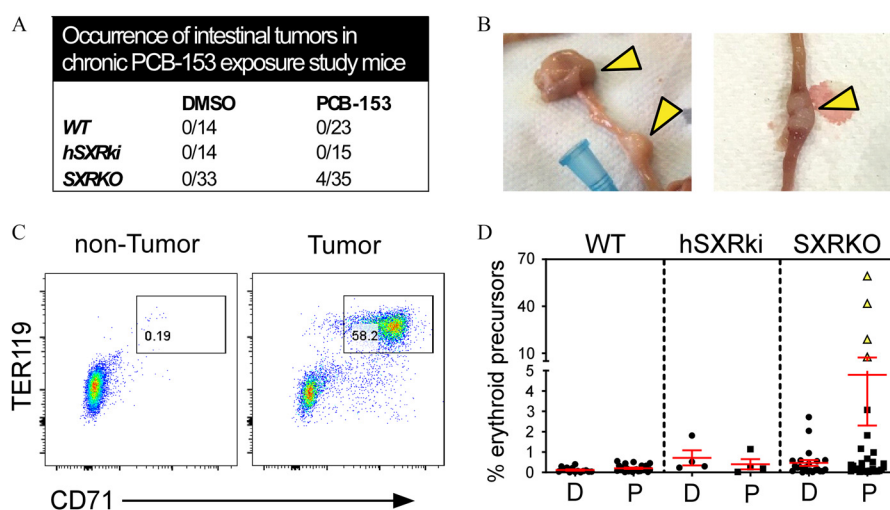 A
Occurrence of intestinal tumors in
chronic PCB-153 exposure study mice
DMSO PCB-153
WT 0/14 0/23
hSXRki 0/14 0/15
SXRKO 0/33 4/35
B
C
non-Tumor Tumor
0.19 58.2
TER119
CD71
D
WT hSXRki SXRKO
% erythroid precursors
70
40
10
5
4
3
2
1
0
D P D P D P